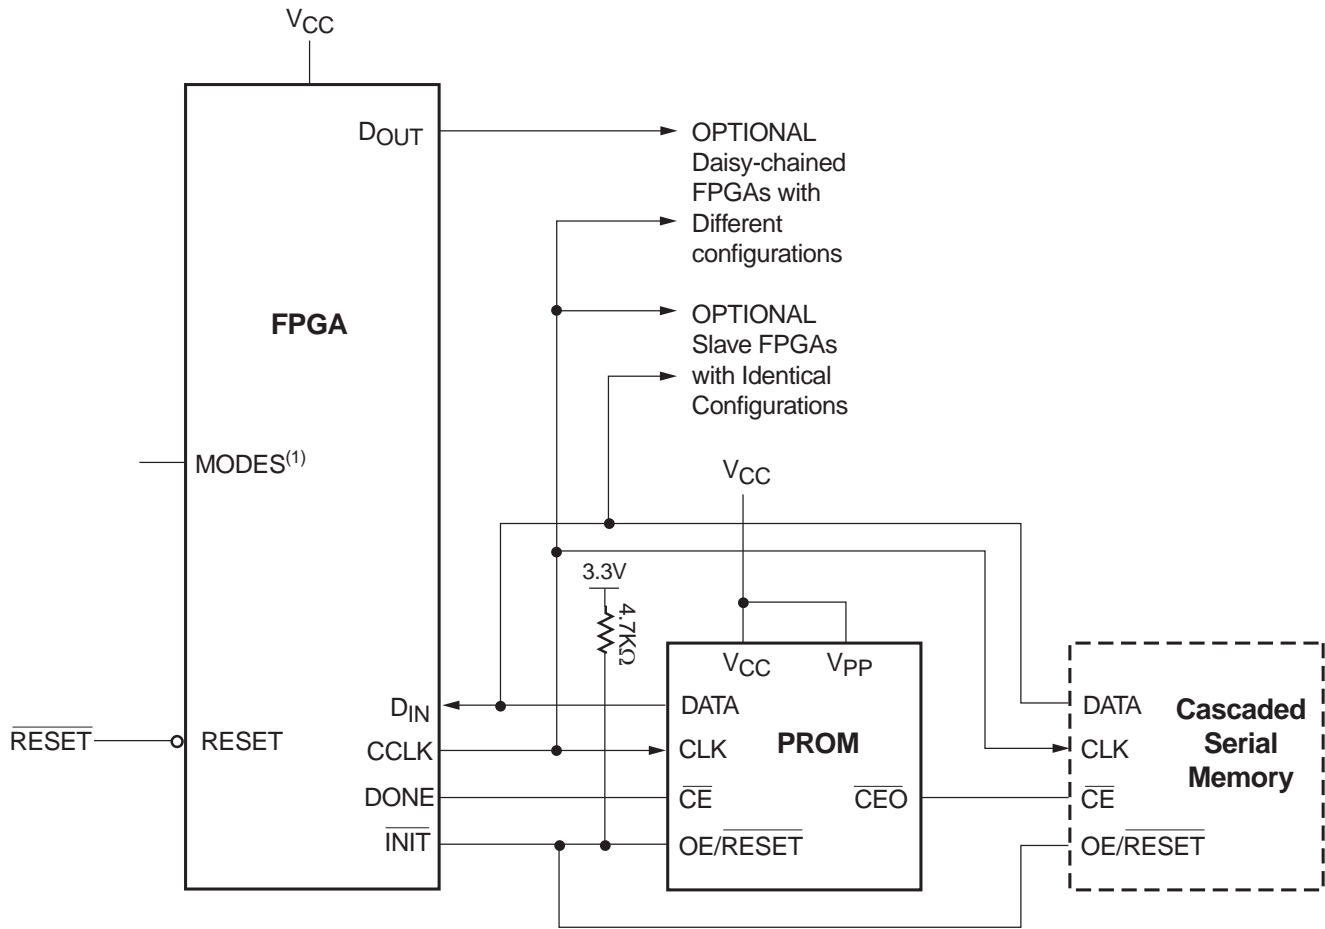 VCC
DOUT
OPTIONAL
Daisy-chained
FPGAs with
Different
configurations
FPGA
OPTIONAL
Slave FPGAs
with Identical
Configurations
MODES(1)
VCC
3.3V
4.7KΩ
VCC VPP
DIN
DATA
DATA
Cascaded
Serial
Memory
RESET
RESET
CCLK
CLK
PROM
CLK
DONE
CE
CEO
CE
INIT
OE/RESET
OE/RESET